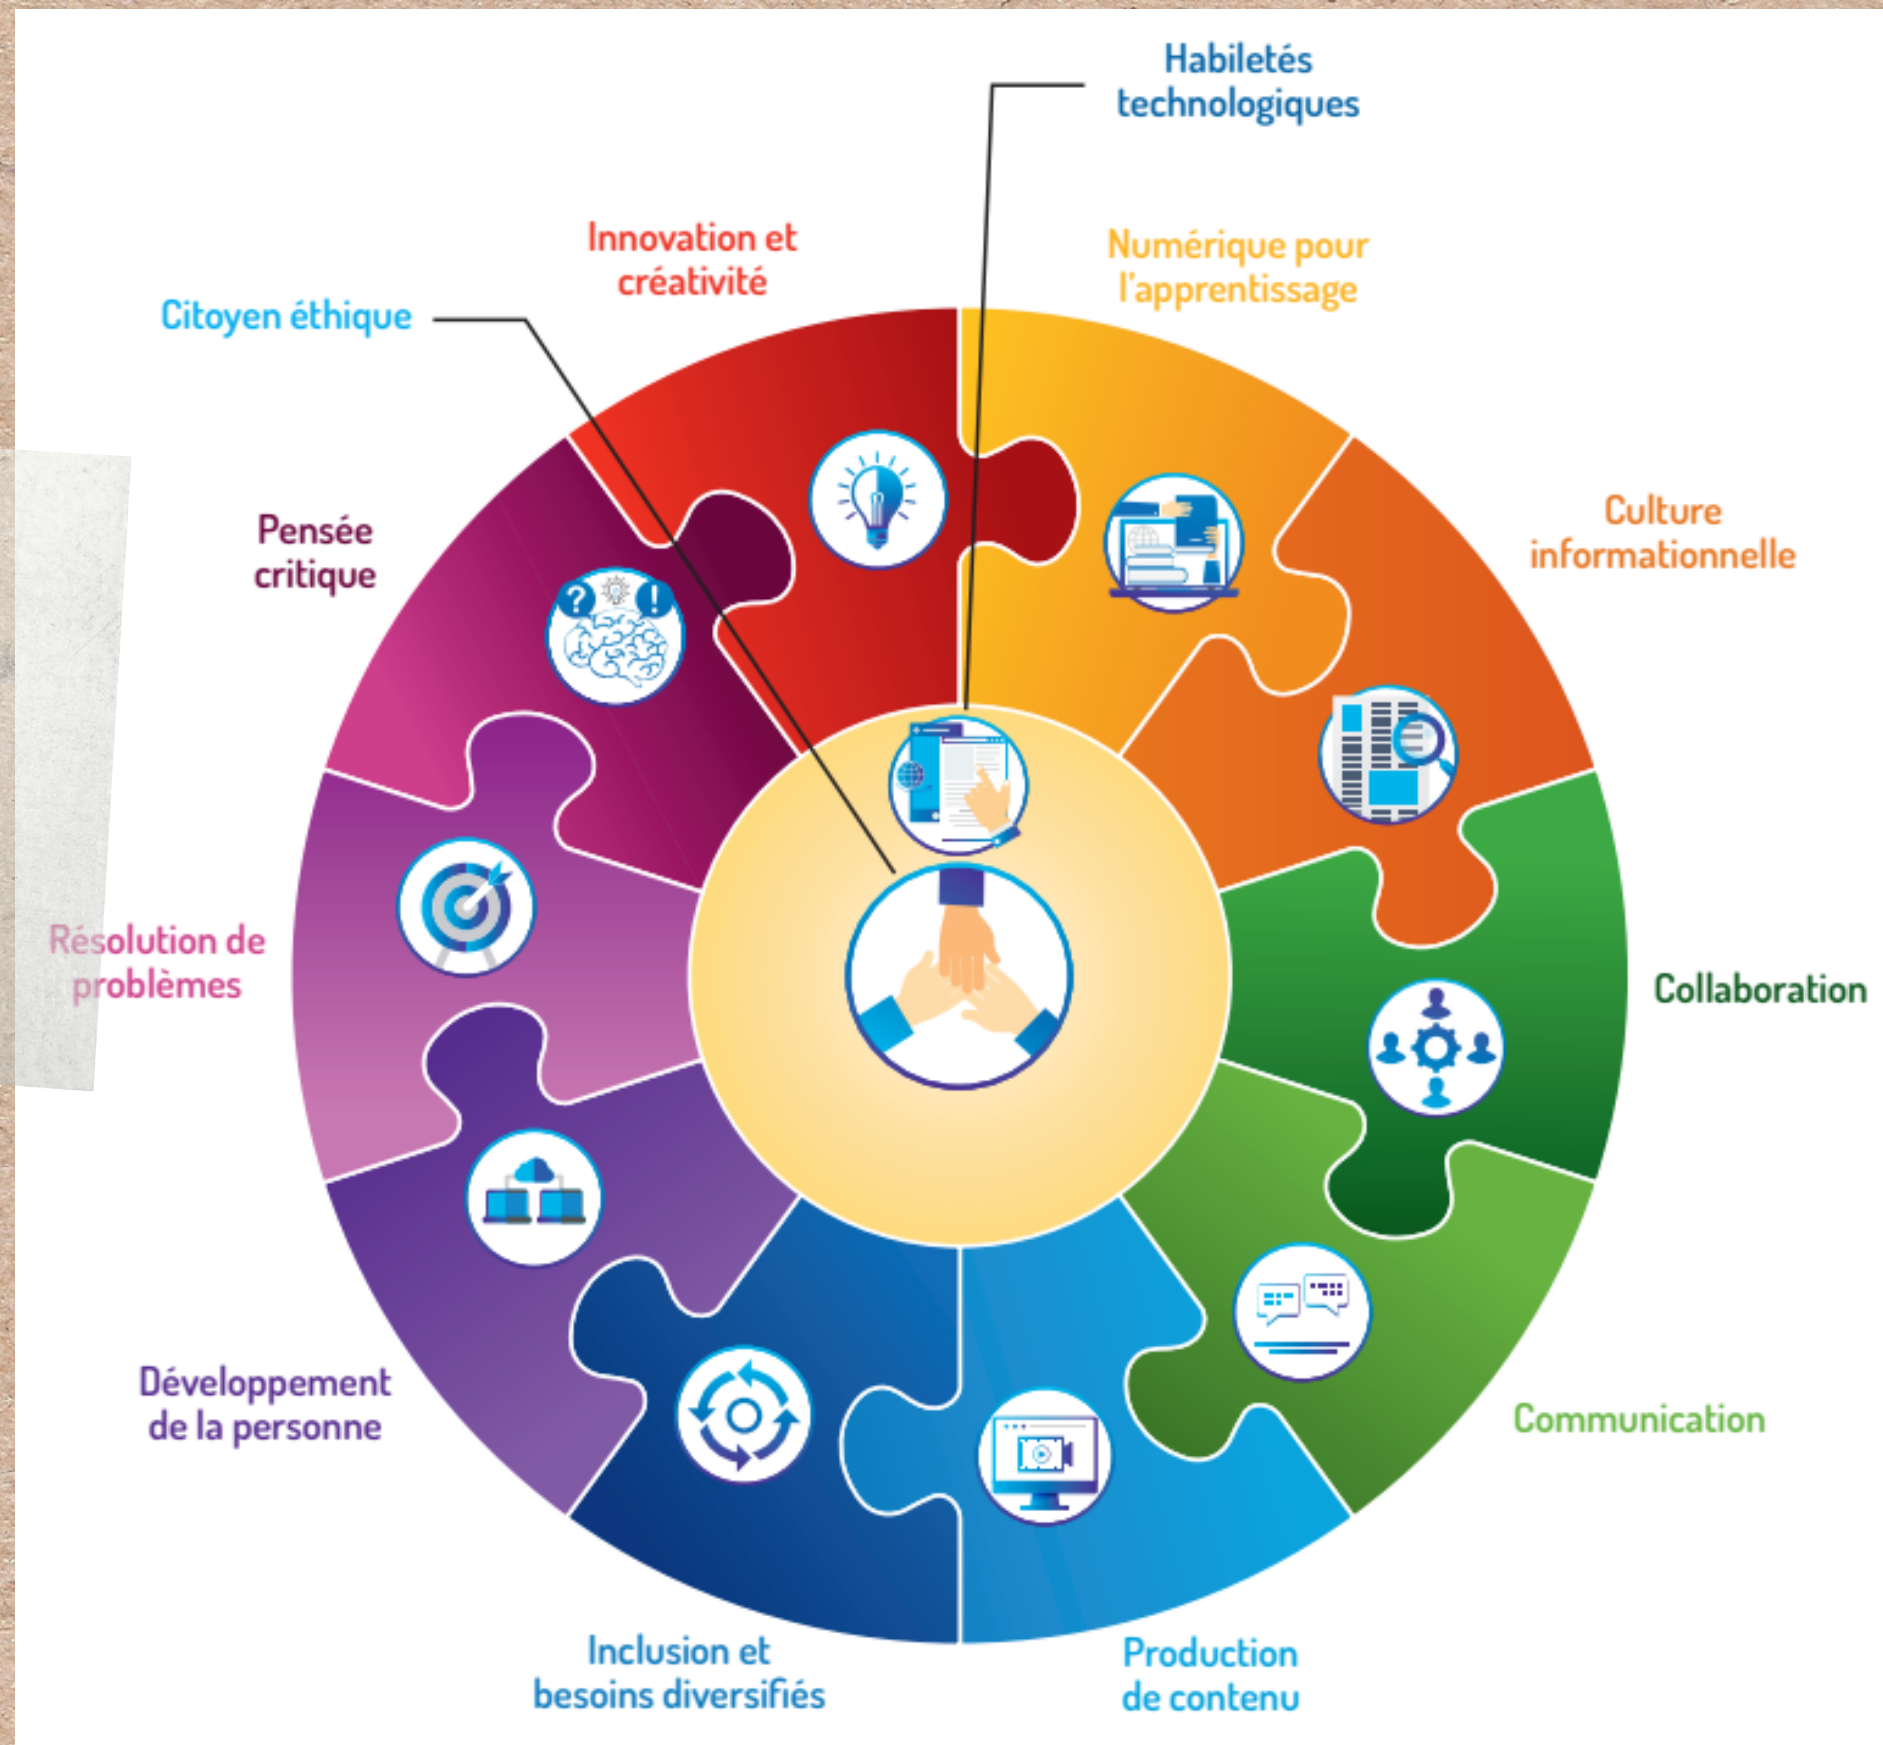 Habiletés
technologiques
Innovation et
créativité
Numérique pour
l'apprentissage
Citoyen éthique
Pensée
critique
Culture
informationnelle
Résolution de
problèmes
Collaboration
Développement
de la personne
Communication
Inclusion et
besoins diversifiés
Production
de contenu